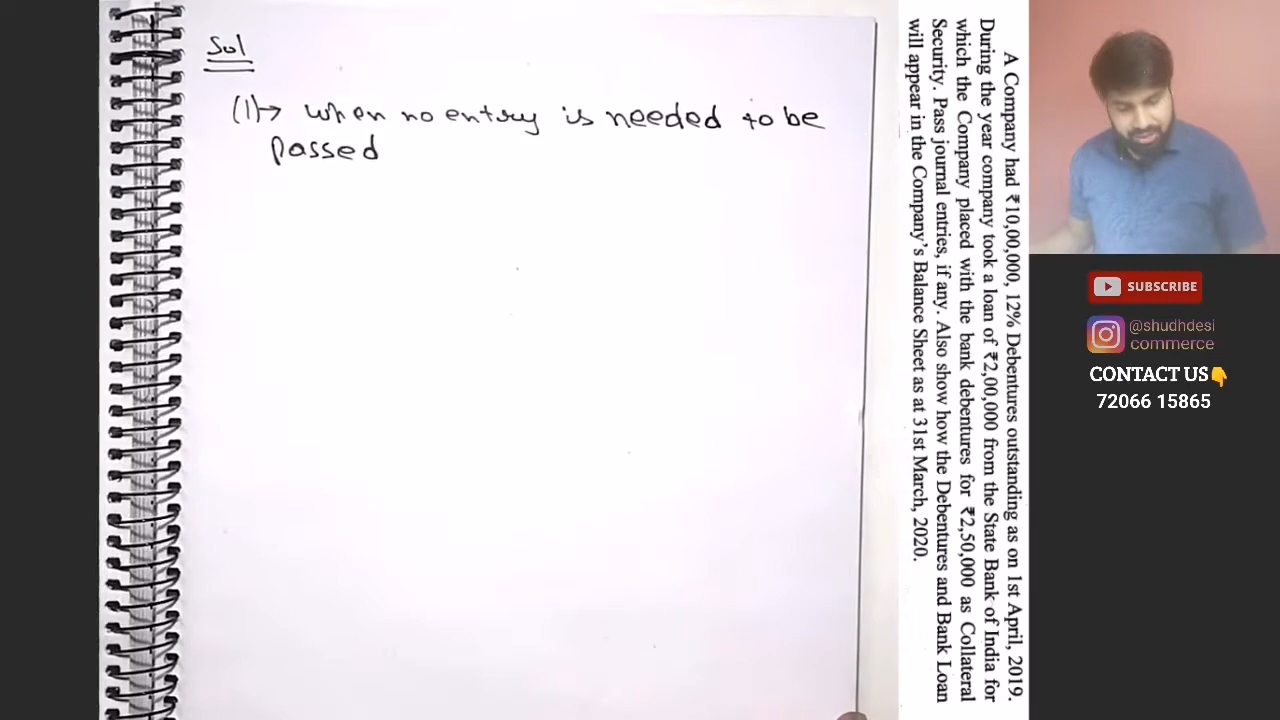 Sol
(1)→ when no entry is needed to be
passed
A Company had ₹10,00,000, 12% Debentures outstanding as on 1st April, 2019.
During the year company took a loan of ₹2,00,000 from the State Bank of India for
which the Company placed with the bank debentures for ₹2,50,000 as Collateral
Security. Pass journal entries, if any. Also show how the Debentures and Bank Loan
will appear in the Company's Balance Sheet as at 31st March, 2020.
SUBSCRIBE
@shudhdesi
commerce
CONTACT US👇
72066 15865